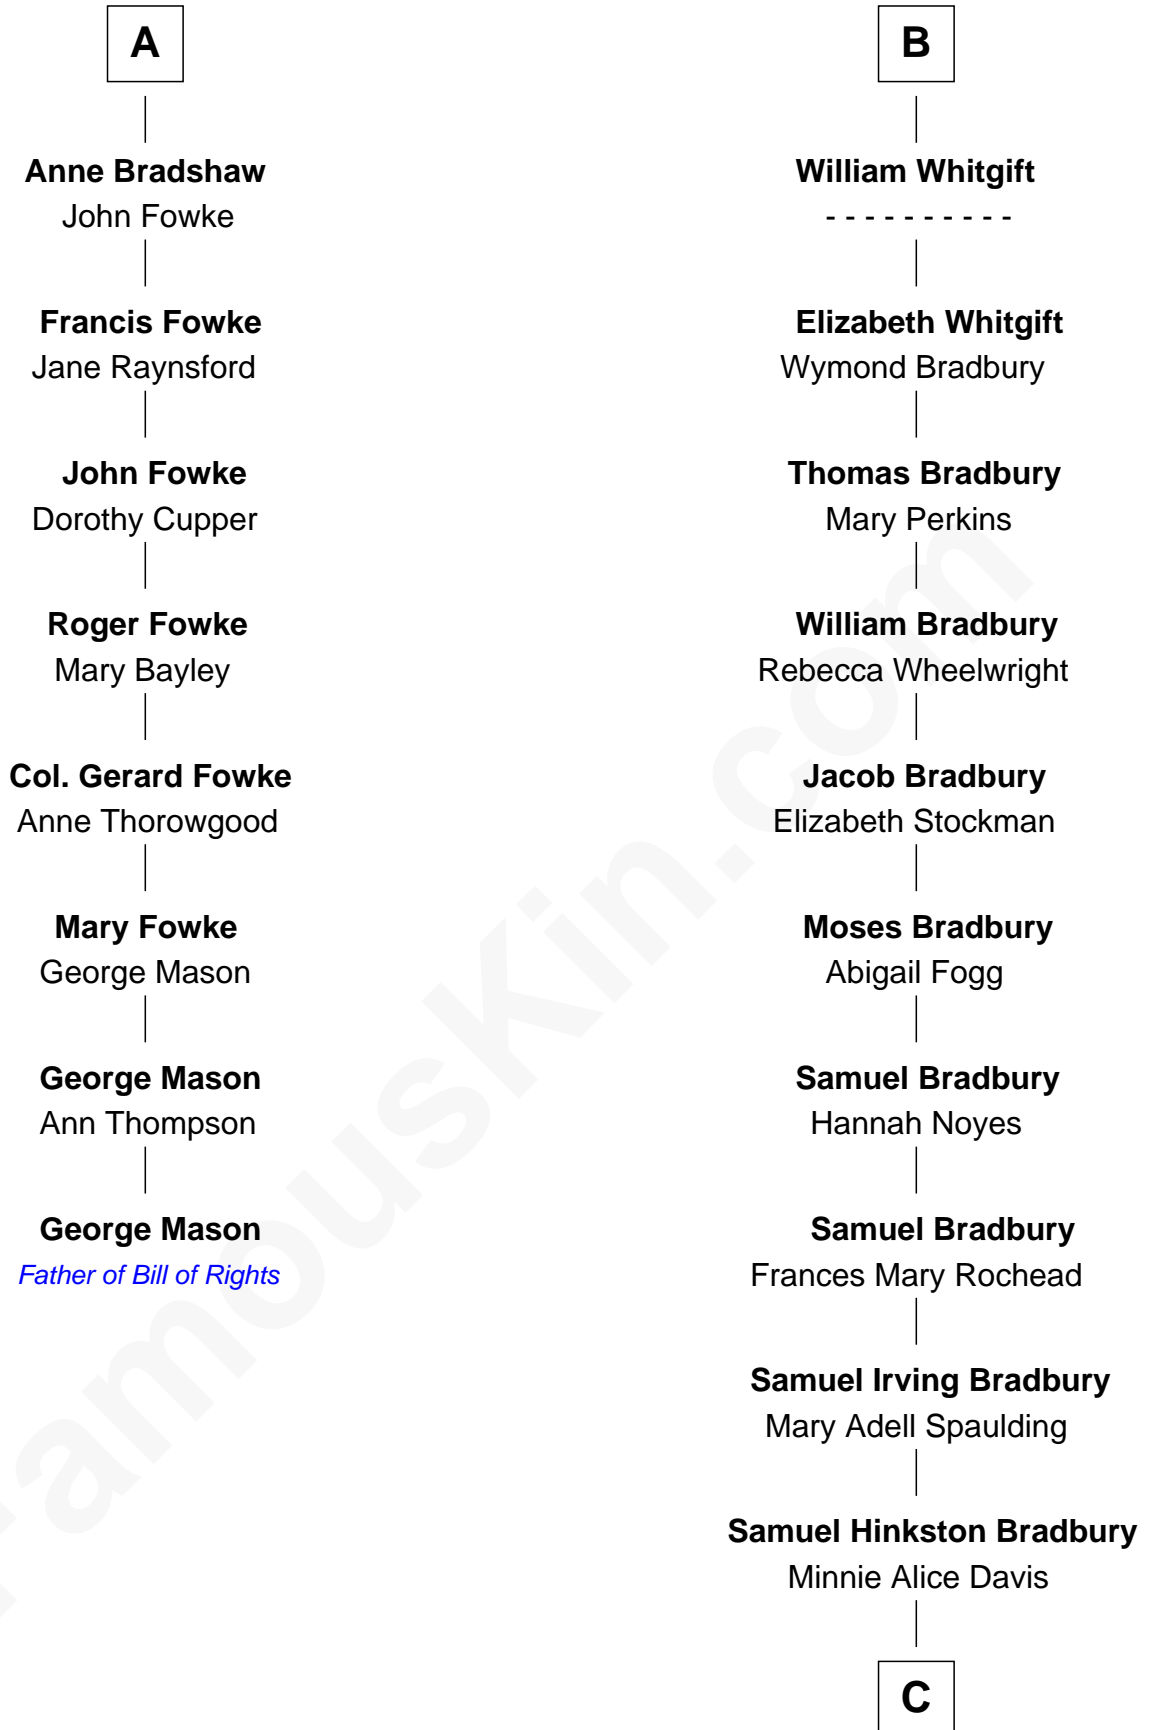 A
Anne Bradshaw
John Fowke
Francis Fowke
Jane Raynsford
John Fowke
Dorothy Cupper
Roger Fowke
Mary Bayley
Col. Gerard Fowke
Anne Thorowgood
Mary Fowke
George Mason
George Mason
Ann Thompson
George Mason
Father of Bill of Rights
B
William Whitgift
- - - - - - - - - -
Elizabeth Whitgift
Wymond Bradbury
Thomas Bradbury
Mary Perkins
William Bradbury
Rebecca Wheelwright
Jacob Bradbury
Elizabeth Stockman
Moses Bradbury
Abigail Fogg
Samuel Bradbury
Hannah Noyes
Samuel Bradbury
Frances Mary Rochead
Samuel Irving Bradbury
Mary Adell Spaulding
Samuel Hinkston Bradbury
Minnie Alice Davis
C
FamousKin.com